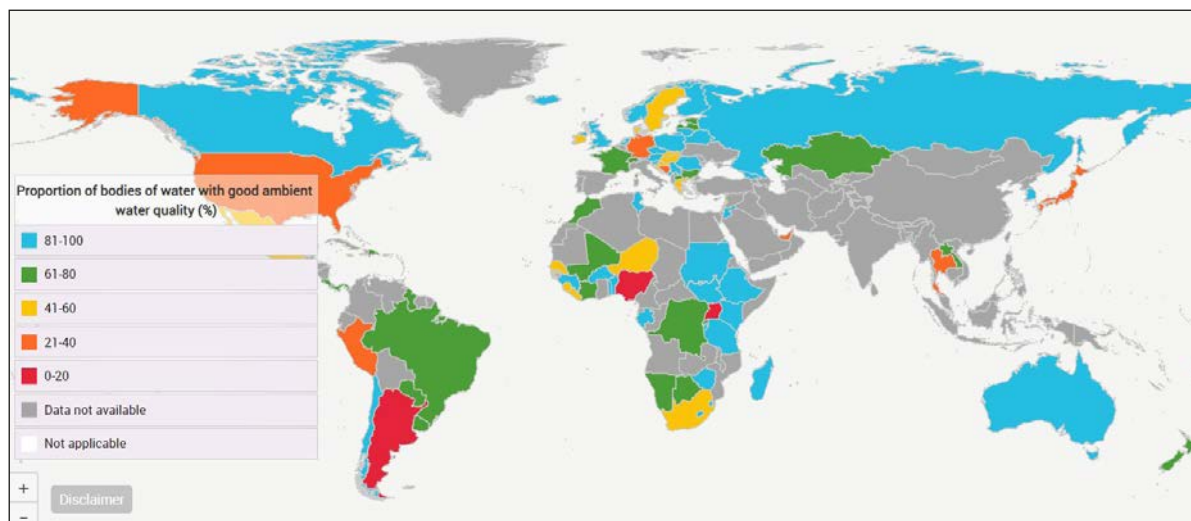 Proportion of bodies of water with good ambient
water quality (%)
81-100
61-80
41-60
21-40
0-20
Data not available
Not applicable
+
Disclaimer
−